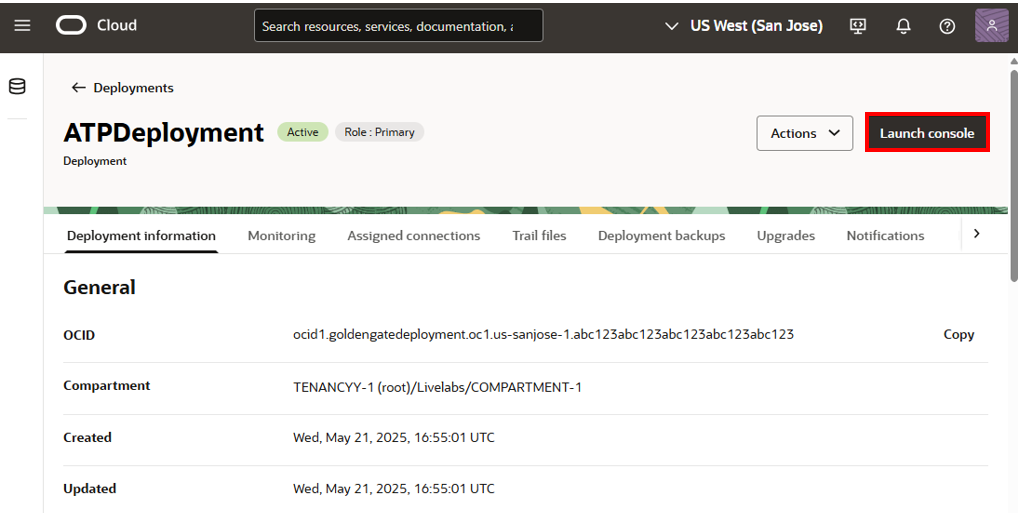 Cloud
Search resources, services, documentation, a
US West (San Jose)
Deployments
ATPDeployment
Active
Role : Primary
Actions
Launch console
Deployment
Deployment information
Monitoring
Assigned connections
Trail files
Deployment backups
Upgrades
Notifications
General
OCID
ocid1.goldengatedeployment.oc1.us-sanjose-1.abc123abc123abc123abc123abc123
Copy
Compartment
TENANCYY-1 (root)/Livelabs/COMPARTMENT-1
Created
Wed, May 21, 2025, 16:55:01 UTC
Updated
Wed, May 21, 2025, 16:55:01 UTC